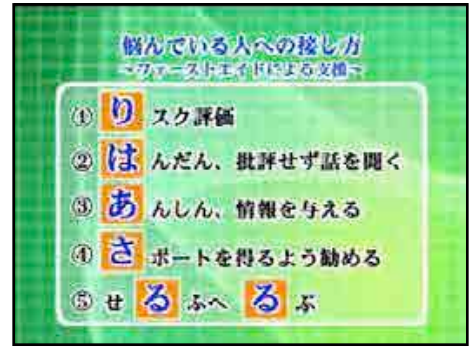 悩んでいる人への接し方
~ファーストエイドによる支援~
① り スク評価
② は んだん、批評せず話を聞く
③ あ んしん、情報を与える
④ さ ポートを得るよう勧める
⑤ せ る ふへ る ぷ